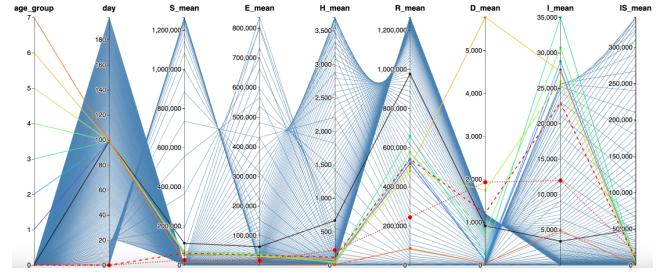 age_group day S_mean E_mean H_mean R_mean D_mean I_mean IS_mean
7 6 5 4 3 2 1 0
180 160 140 120 100 80 60 40 20
1,200,000 1,000,000 800,000 400,000 200,000 0
800,000 700,000 600,000 500,000 400,000 300,000 200,000 100,000 0
3,500 3,000 2,500 2,000 1,500 500 0
1,200,000 1,000,000 800,000 600,000 400,000 200,000 0
5,000 4,000 3,000 2,000 1,000 0
35,000 30,000 25,000 20,000 15,000 10,000 5,000 0
350,000 300,000 250,000 200,000 150,000 100,000 50,000 0